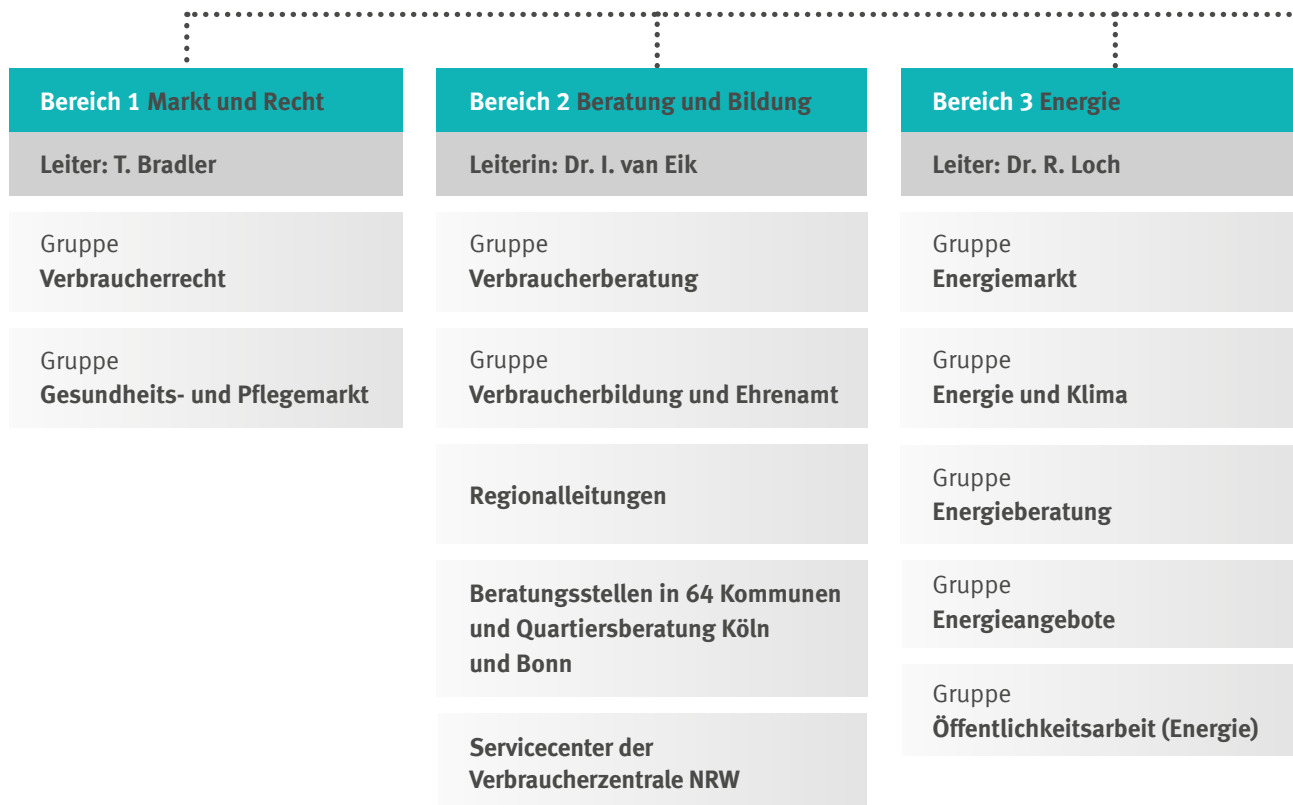 Bereich 1 Markt und Recht
Leiter: T. Bradler
Gruppe
Verbraucherrecht
Gruppe
Gesundheits- und Pflegemarkt
Bereich 2 Beratung und Bildung
Leiterin: Dr. I. van Eik
Gruppe
Verbraucherberatung
Gruppe
Verbraucherbildung und Ehrenamt
Regionalleitungen
Beratungsstellen in 64 Kommunen
und Quartiersberatung Köln
und Bonn
Servicecenter der
Verbraucherzentrale NRW
Bereich 3 Energie
Leiter: Dr. R. Loch
Gruppe
Energiemarkt
Gruppe
Energie und Klima
Gruppe
Energieberatung
Gruppe
Energieangebote
Gruppe
Öffentlichkeitsarbeit (Energie)